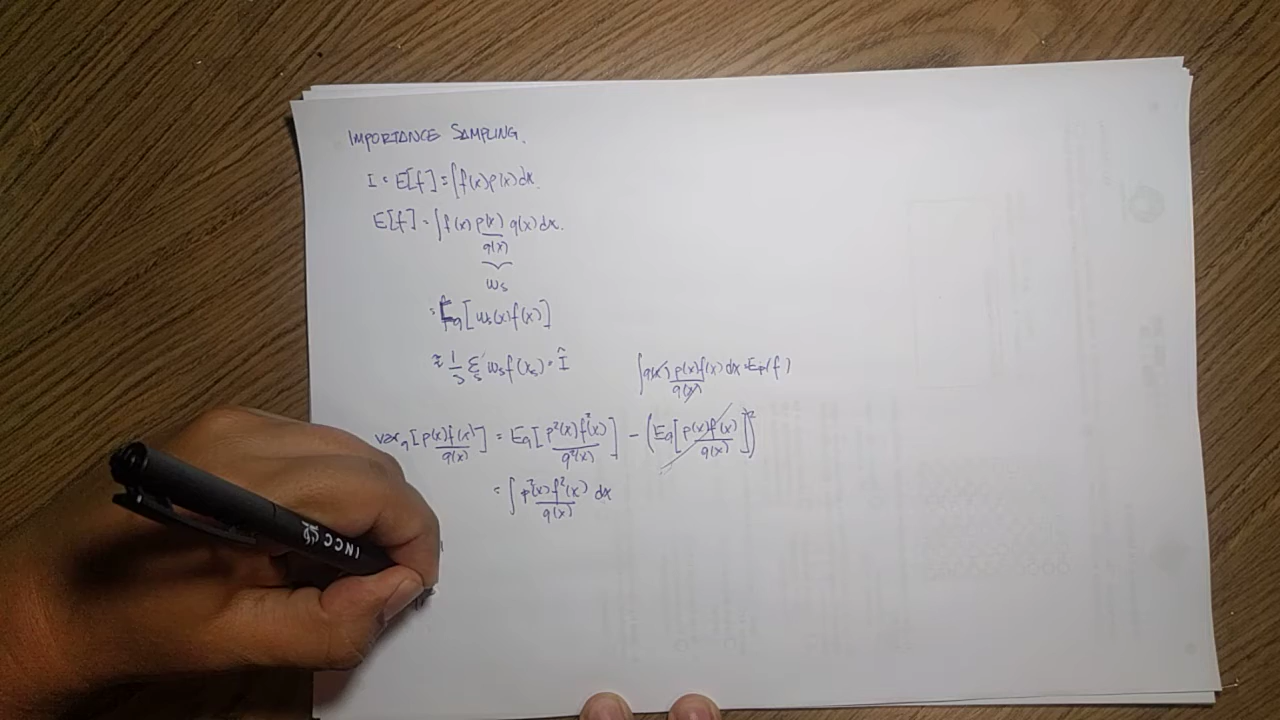 IMPORTANCE SAMPLING.
I = E[f] = ∫f(x)p(x)dx.
E[f] = ∫f(x) p(x)/q(x) q(x)dx.
ws
= Eq[ws(x)f(x)]
≈ 1/S Σs ws f(xs) = Î
∫q(x) p(x)f(x)/q(x) dx = Ep(f)
varq[p(x)f(x)/q(x)] = Eq[p²(x)f²(x)/q²(x)] - (Eq[p(x)f(x)/q(x)])²
= ∫ p²(x)f²(x)/q(x) dx
INCCO